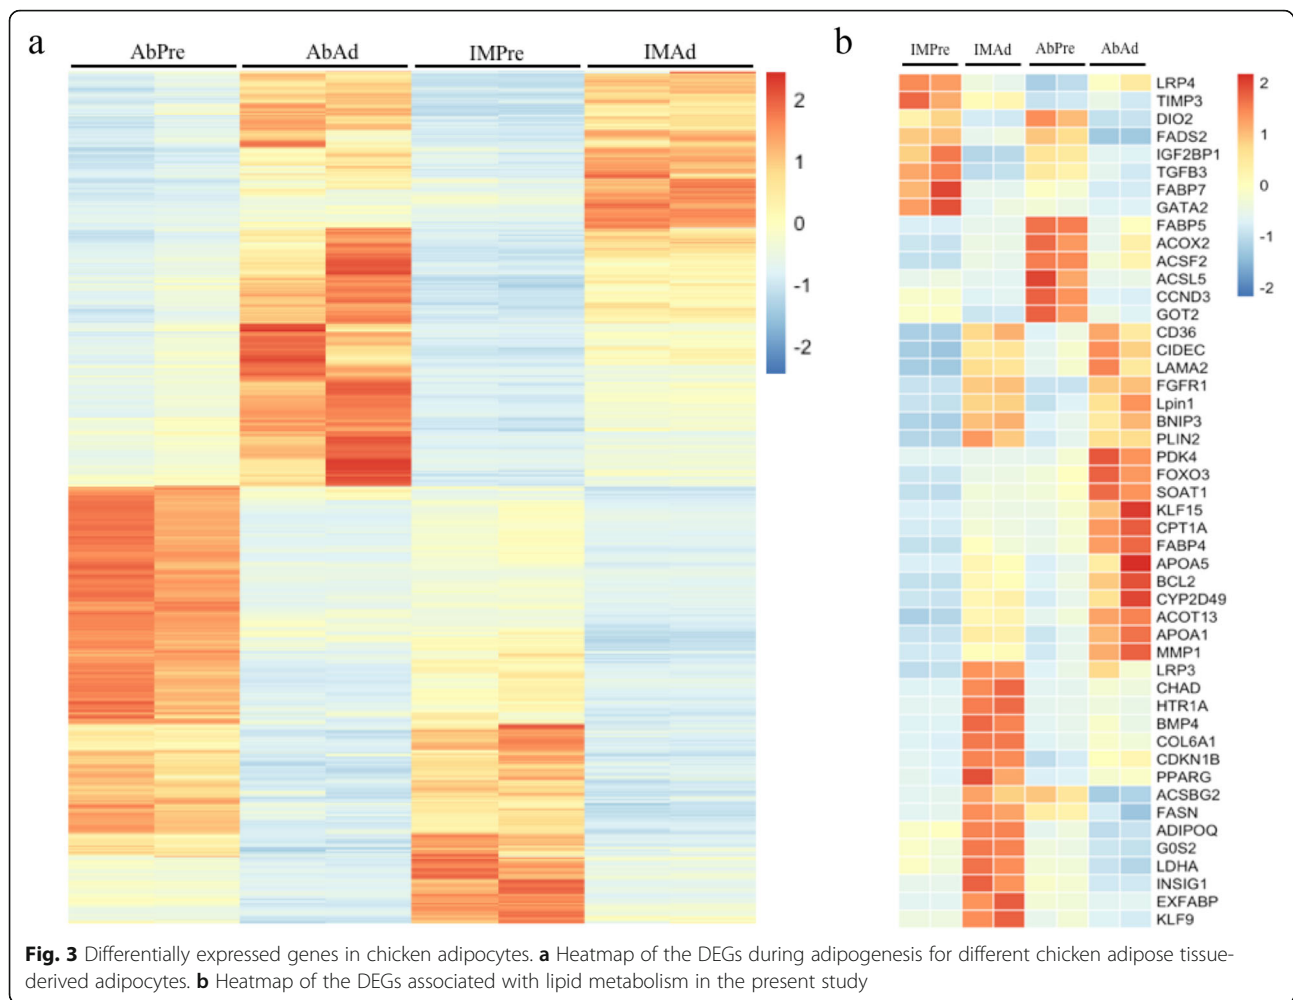 a
AbPre AbAd IMPre IMAd
2
1
0
-1
-2
b
IMPre IMAd AbPre AbAd
LRP4
TIMP3
DIO2
FADS2
IGF2BP1
TGFB3
FABP7
GATA2
FABP5
ACOX2
ACSF2
ACSL5
CCND3
GOT2
CD36
CIDEC
LAMA2
FGFR1
Lpin1
BNIP3
PLIN2
PDK4
FOXO3
SOAT1
KLF15
CPT1A
FABP4
APOA5
BCL2
CYP2D49
ACOT13
APOA1
MMP1
LRP3
CHAD
HTR1A
BMP4
COL6A1
CDKN1B
PPARG
ACSBG2
FASN
ADIPOQ
G0S2
LDHA
INSIG1
EXFABP
KLF9
2
1
0
-1
-2
Fig. 3 Differentially expressed genes in chicken adipocytes. a Heatmap of the DEGs during adipogenesis for different chicken adipose tissue-
derived adipocytes. b Heatmap of the DEGs associated with lipid metabolism in the present study